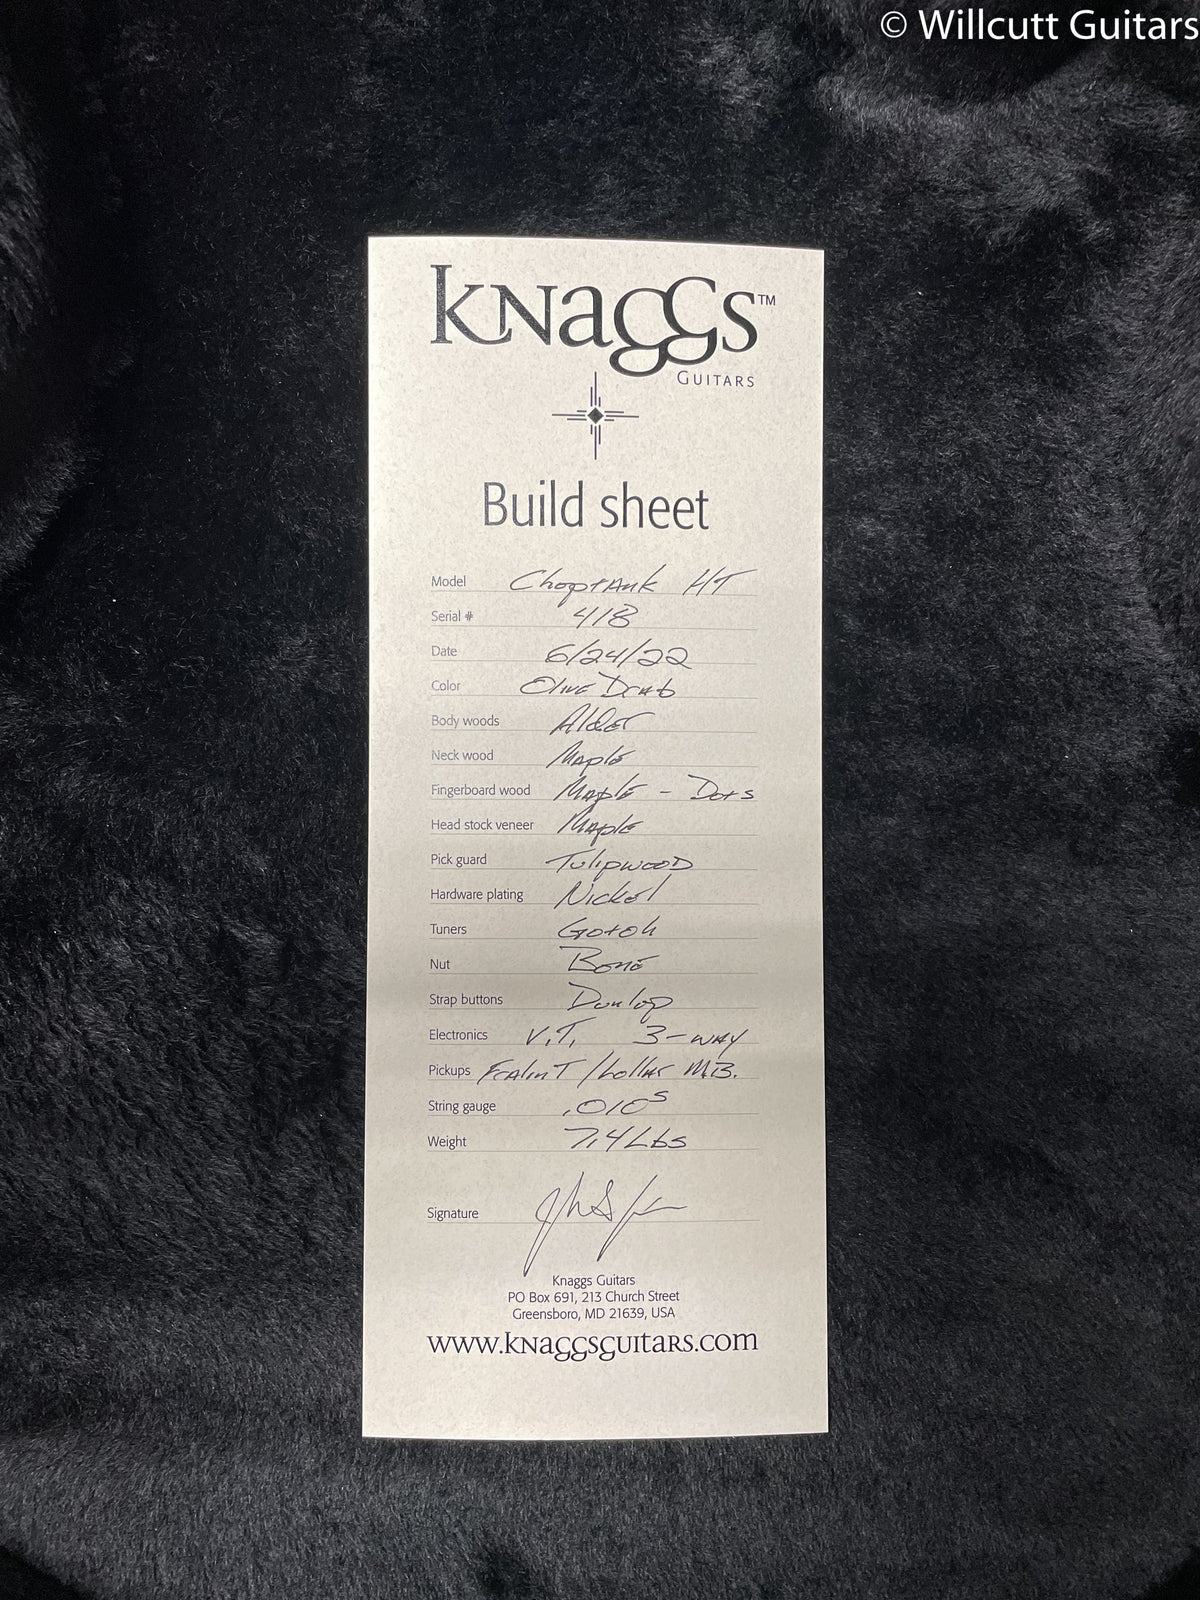 © Willcutt Guitars
Knaggs™
Guitars
Build sheet
Model Choptank HT
Serial # 418
Date 6/24/22
Color Olive Drab
Body woods Alder
Neck wood Maple
Fingerboard wood Maple - Dots
Head stock veneer Maple
Pick guard Tulipwood
Hardware plating Nickel
Tuners Gotoh
Nut Bone
Strap buttons Dunlop
Electronics V.T. 3-way
Pickups T/Lollar M.B.
String gauge .010s
Weight 7.4 Lbs
Signature
Knaggs Guitars
PO Box 691, 213 Church Street
Greensboro, MD 21639, USA
www.knaggsguitars.com